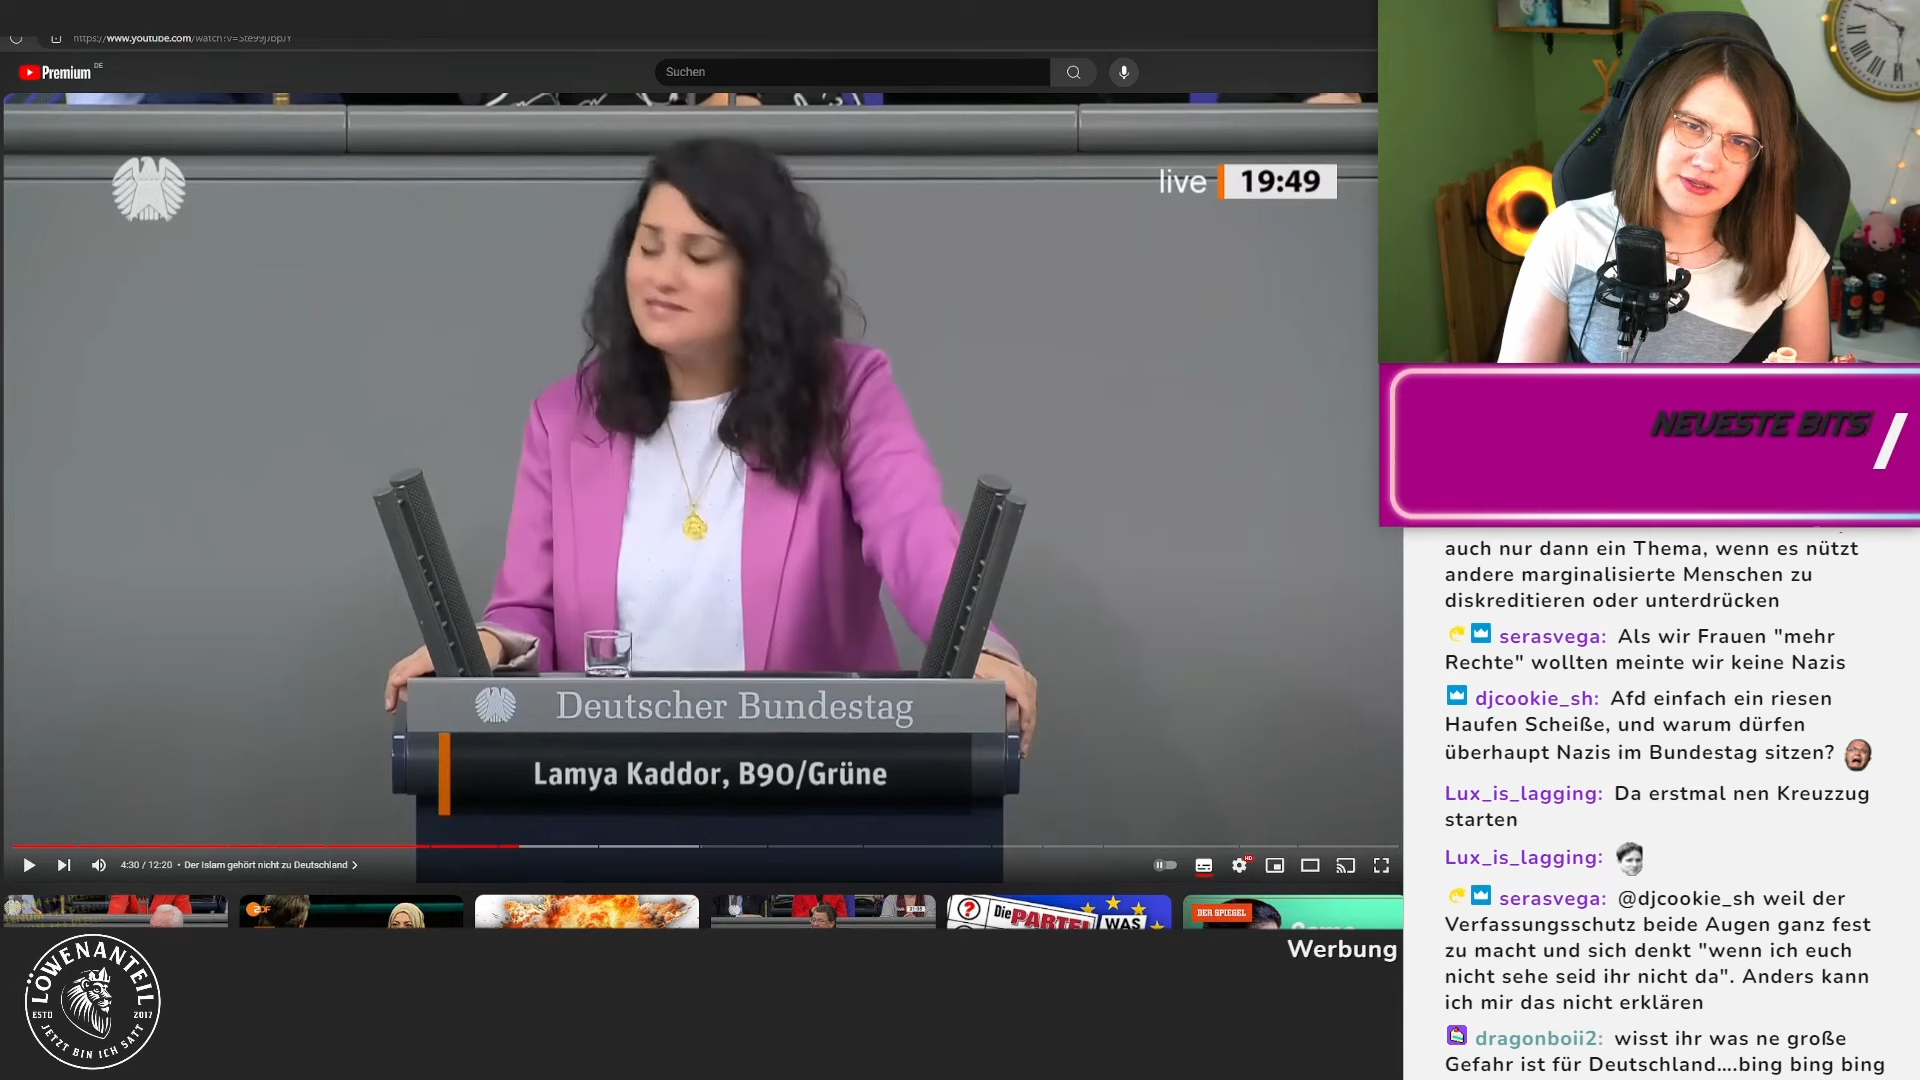 https://www.youtube.com/watch?v=
Premium DE
Suchen
live 19:49
Deutscher Bundestag
Lamya Kaddor, B90/Grüne
4:30 / 12:20 • Der Islam gehört nicht zu Deutschland
HD
ZDF
Die PARTEI
WAS
DER SPIEGEL
Werbung
LÖWENANTEIL
ESTD 2017
JETZT BIN ICH SATT
NEUESTE BITS /
auch nur dann ein Thema, wenn es nützt
andere marginalisierte Menschen zu
diskreditieren oder unterdrücken
serasvega: Als wir Frauen "mehr
Rechte" wollten meinte wir keine Nazis
djcookie_sh: Afd einfach ein riesen
Haufen Scheiße, und warum dürfen
überhaupt Nazis im Bundestag sitzen?
Lux_is_lagging: Da erstmal nen Kreuzzug
starten
Lux_is_lagging:
serasvega: @djcookie_sh weil der
Verfassungsschutz beide Augen ganz fest
zu macht und sich denkt "wenn ich euch
nicht sehe seid ihr nicht da". Anders kann
ich mir das nicht erklären
dragonboii2: wisst ihr was ne große
Gefahr ist für Deutschland....bing bing bing